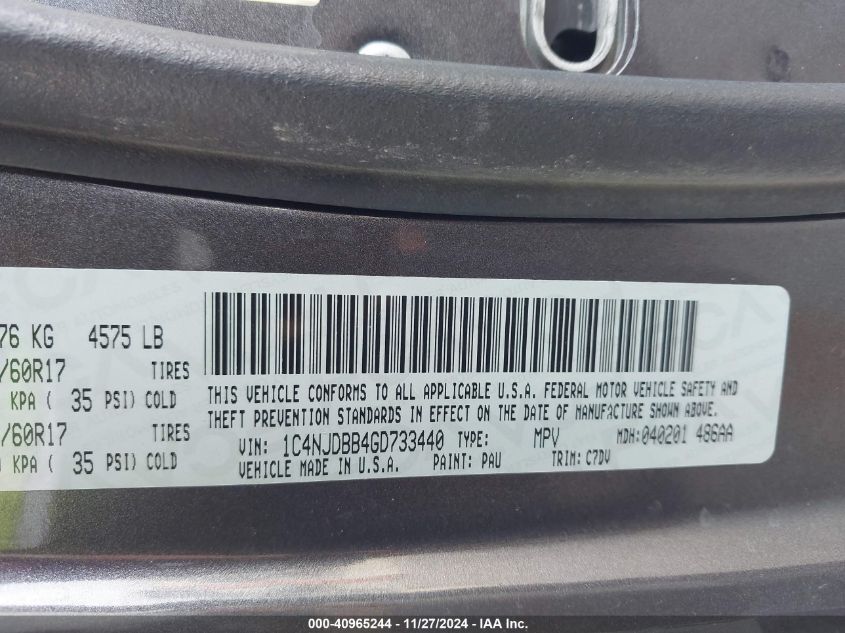 76 KG 4575 LB
/60R17 TIRES
KPA ( 35 PSI) COLD
/60R17 TIRES
KPA ( 35 PSI) COLD
THIS VEHICLE CONFORMS TO ALL APPLICABLE U.S.A. FEDERAL MOTOR VEHICLE SAFETY AND
THEFT PREVENTION STANDARDS IN EFFECT ON THE DATE OF MANUFACTURE SHOWN ABOVE.
VIN: 1C4NJDBB4GD733440 TYPE: MPV MDH:040201 486AA
VEHICLE MADE IN U.S.A. PAINT: PAU TRIM: C7DV
000-40965244 - 11/27/2024 - IAA Inc.